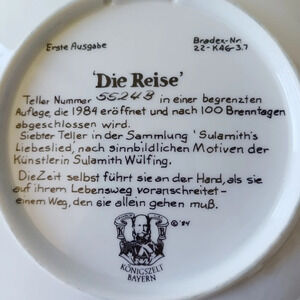 Erste Ausgabe
Bradex-Nr.
22-K46-3.7
'Die Reise'
Teller Nummer 5524B in einer begrenzten
Auflage, die 1984 eröffnet und nach 100 Brenntagen
abgeschlossen wird.
Siebter Teller in der Sammlung 'Sulamith's
Liebeslied', nach sinnbildlichen Motiven der
Künstlerin Sulamith Wülfing.
Die Zeit selbst führt sie an der Hand, als sie
auf ihrem Lebensweg voranschreitet-
einem Weg, den sie allein gehen muß.
©'84
KÖNIGSZELT
BAYERN